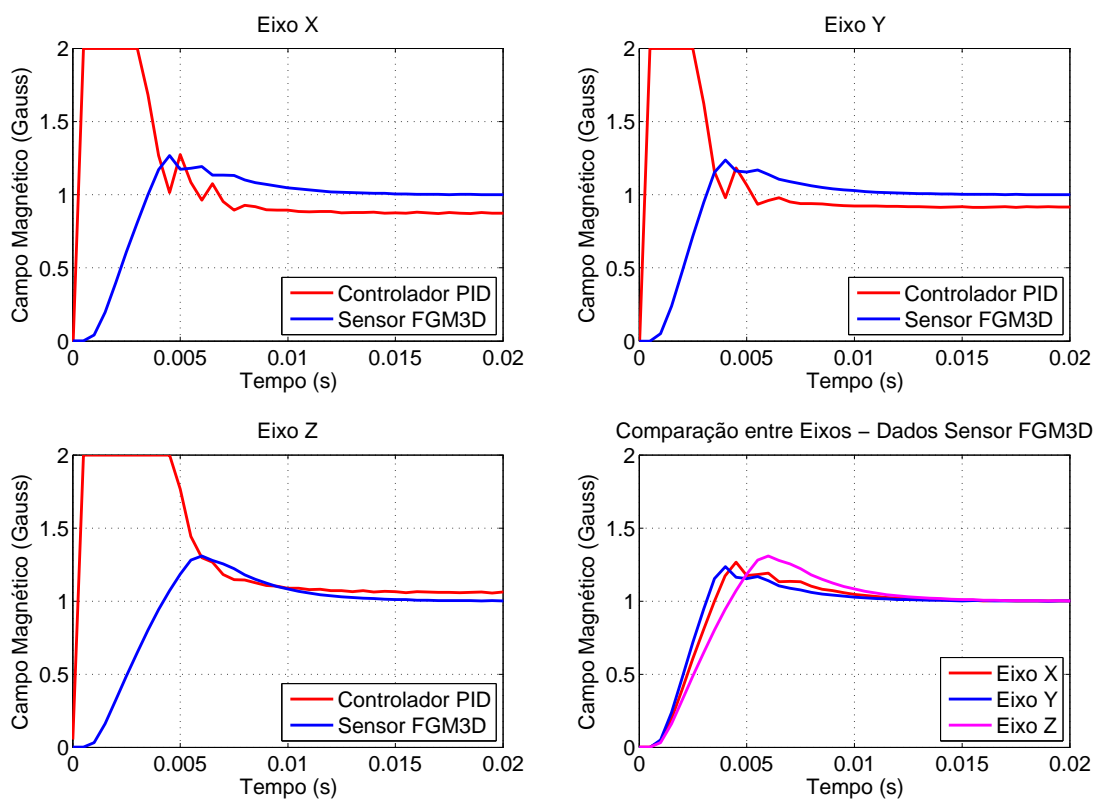 Eixo X
Campo Magnético (Gauss)
2
1.5
1
0.5
0
0 0.005 0.01 0.015 0.02
Tempo (s)
Controlador PID
Sensor FGM3D
Eixo Y
Campo Magnético (Gauss)
2
1.5
1
0.5
0
0 0.005 0.01 0.015 0.02
Tempo (s)
Controlador PID
Sensor FGM3D
Eixo Z
Campo Magnético (Gauss)
2
1.5
1
0.5
0
0 0.005 0.01 0.015 0.02
Tempo (s)
Controlador PID
Sensor FGM3D
Comparação entre Eixos − Dados Sensor FGM3D
Campo Magnético (Gauss)
2
1.5
1
0.5
0
0 0.005 0.01 0.015 0.02
Tempo (s)
Eixo X
Eixo Y
Eixo Z